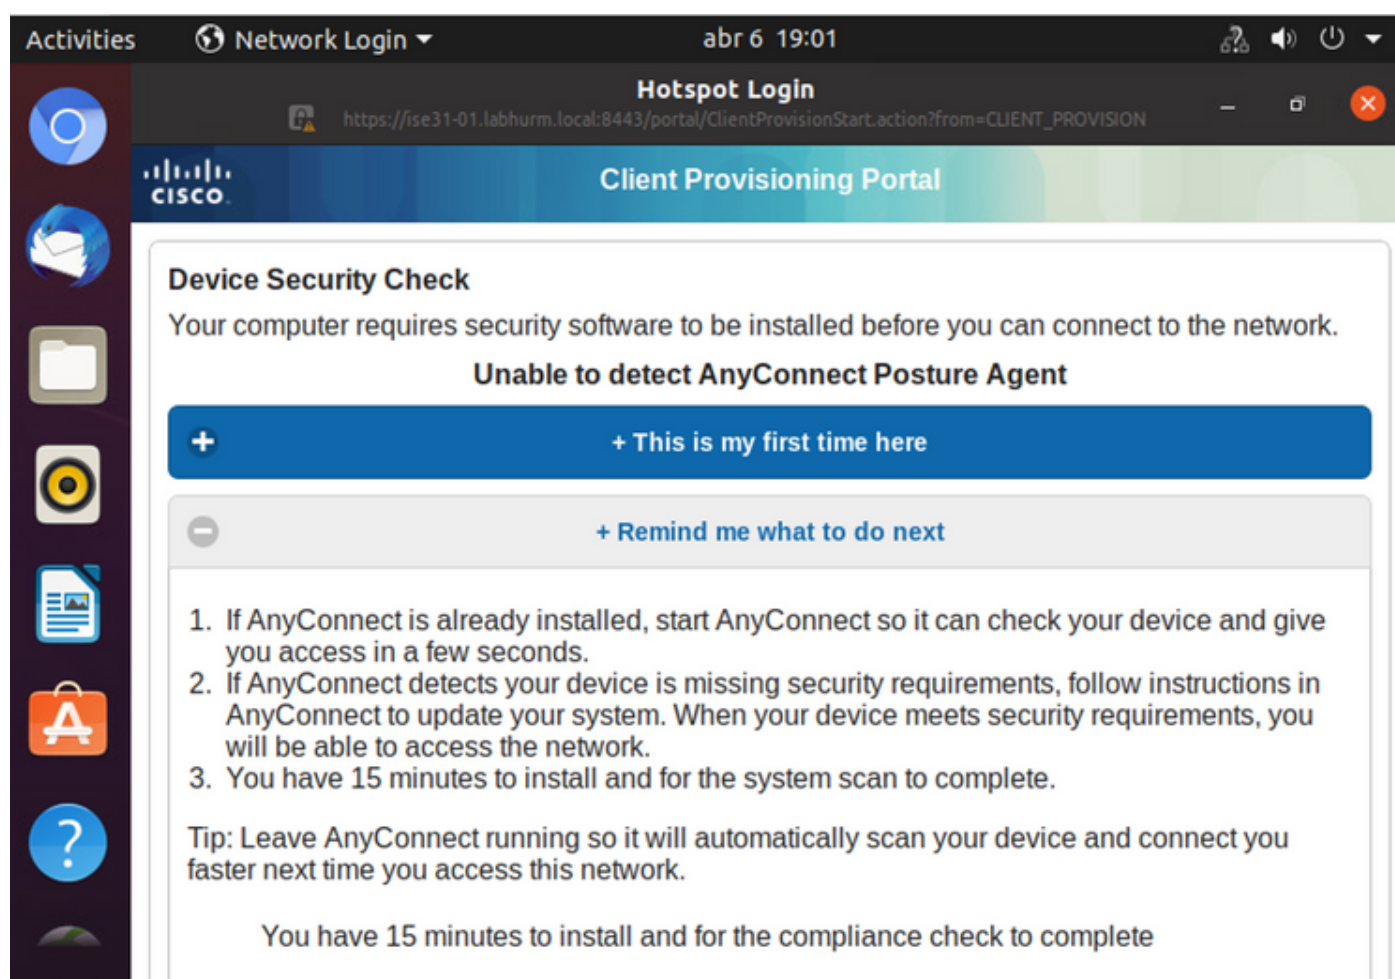 Activities Network Login abr 6 19:01
Hotspot Login
https://ise31-01.labhurm.local:8443/portal/ClientProvisionStart.action?from=CLIENT_PROVISION
CISCO Client Provisioning Portal
Device Security Check
Your computer requires security software to be installed before you can connect to the network.
Unable to detect AnyConnect Posture Agent
+ This is my first time here
+ Remind me what to do next
1. If AnyConnect is already installed, start AnyConnect so it can check your device and give
you access in a few seconds.
2. If AnyConnect detects your device is missing security requirements, follow instructions in
AnyConnect to update your system. When your device meets security requirements, you
will be able to access the network.
3. You have 15 minutes to install and for the system scan to complete.
Tip: Leave AnyConnect running so it will automatically scan your device and connect you
faster next time you access this network.
You have 15 minutes to install and for the compliance check to complete